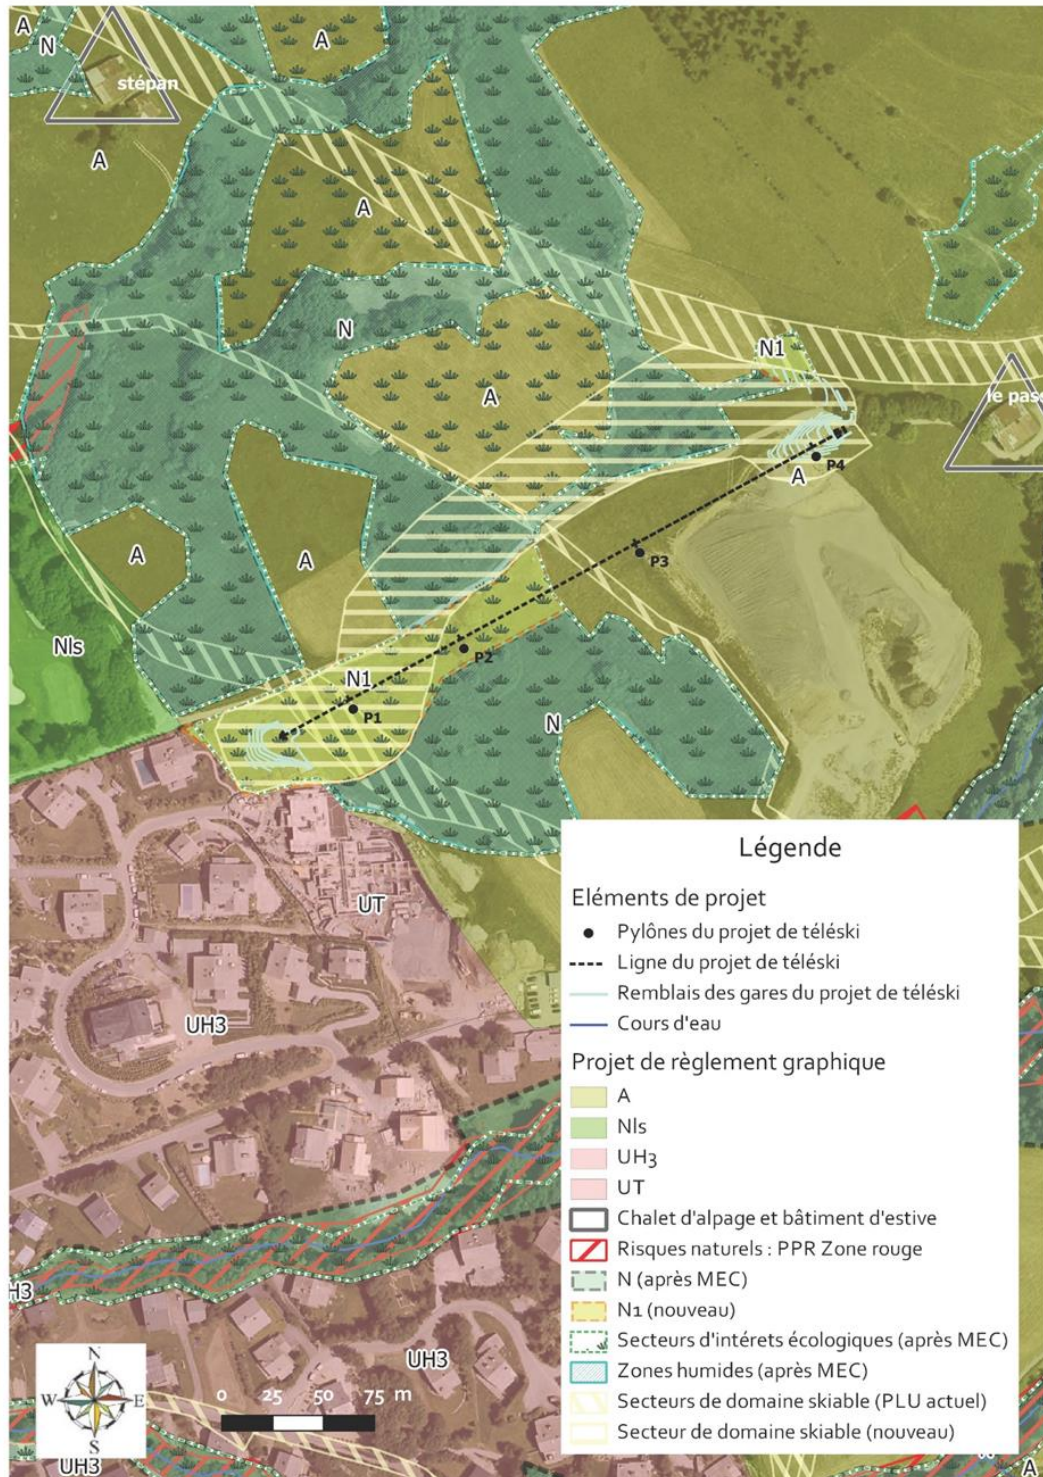 A
N
A
stépan
A
A
N
N1
A
le pass
P4
A
A
A
P3
Nls
P2
N1
P1
N
UT
UH3
Légende
Eléments de projet
Pylônes du projet de téléski
Ligne du projet de téléski
Remblais des gares du projet de téléski
Cours d'eau
Projet de règlement graphique
A
Nls
UH3
UT
Chalet d'alpage et bâtiment d'estive
Risques naturels : PPR Zone rouge
N (après MEC)
N1 (nouveau)
Secteurs d'intérets écologiques (après MEC)
Zones humides (après MEC)
Secteurs de domaine skiable (PLU actuel)
Secteur de domaine skiable (nouveau)
H3
UH3
N
W E
S
0 25 50 75 m
UH3
A